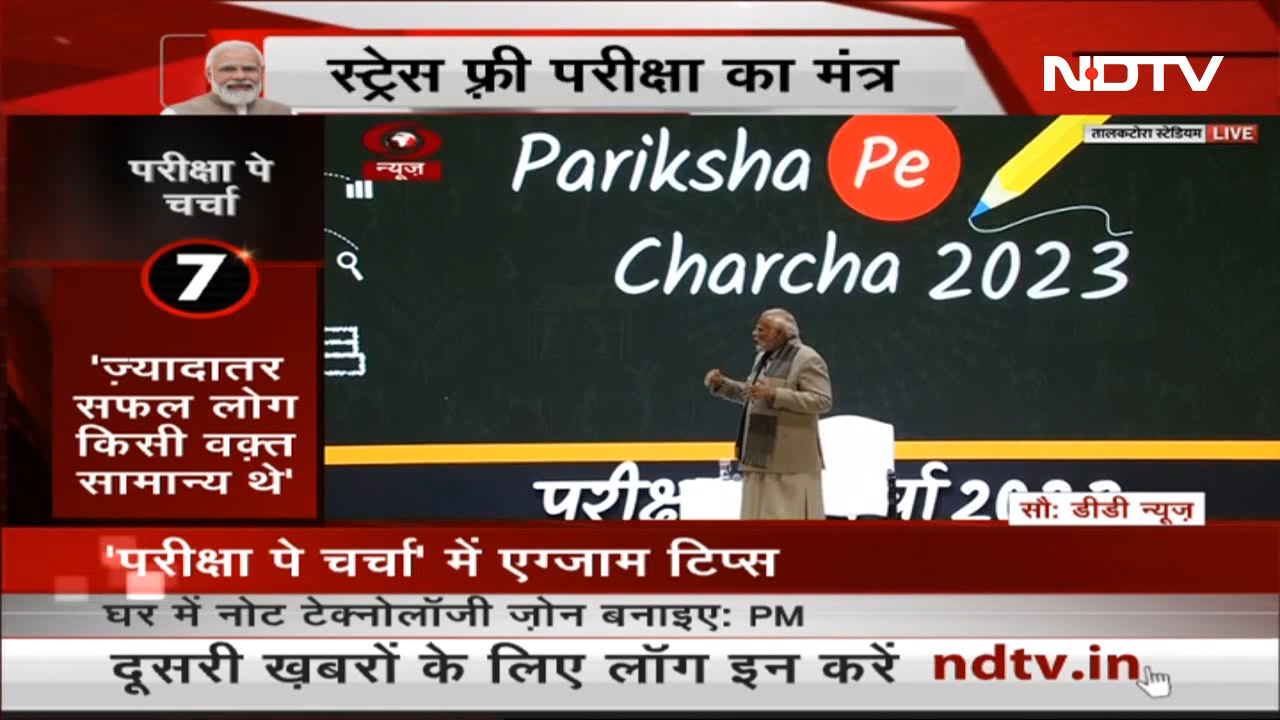 स्ट्रेस फ़्री परीक्षा का मंत्र
NDTV
तालकटोरा स्टेडियम LIVE
परीक्षा पे
चर्चा
7
'ज़्यादातर
सफल लोग
किसी वक़्त
सामान्य थे'
न्यूज़
Pariksha Pe
Charcha 2023
सौ: डीडी न्यूज़
'परीक्षा पे चर्चा' में एग्जाम टिप्स
घर में नोट टेक्नोलॉजी ज़ोन बनाइए: PM
दूसरी ख़बरों के लिए लॉग इन करें ndtv.in